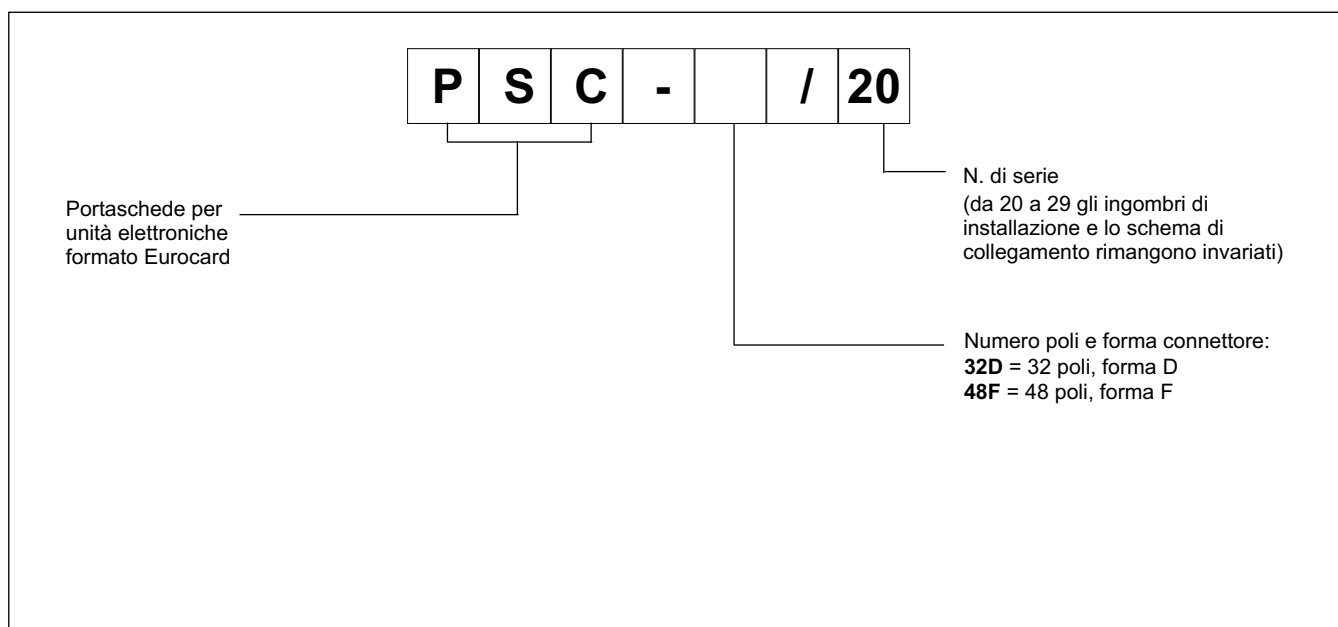 P S C - / 20
Portaschede per
unità elettroniche
formato Eurocard
N. di serie
(da 20 a 29 gli ingombri di
installazione e lo schema di
collegamento rimangono invariati)
Numero poli e forma connettore:
32D = 32 poli, forma D
48F = 48 poli, forma F